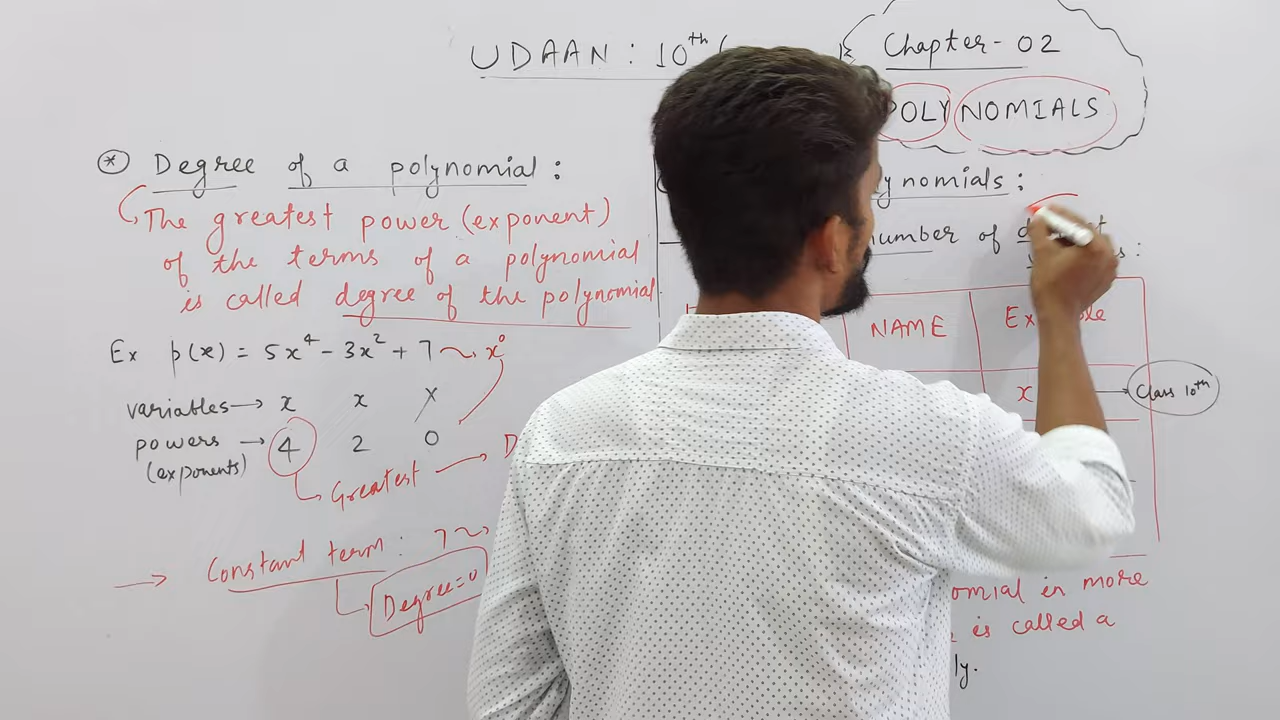 UDAAN : 10th (
Chapter - 02
POLYNOMIALS
* Degree of a polynomial :
The greatest power (exponent)
of the terms of a polynomial
is called degree of the polynomial
Ex p(x) = 5x⁴ - 3x² + 7 x⁰
variables → x x x
powers → 4 2 0
(exponents)
Greatest → D
→ Constant term : 7
Degree = 0
ynomials :
number of
NAME
x → Class 10th
omial in more
is called a
ly.